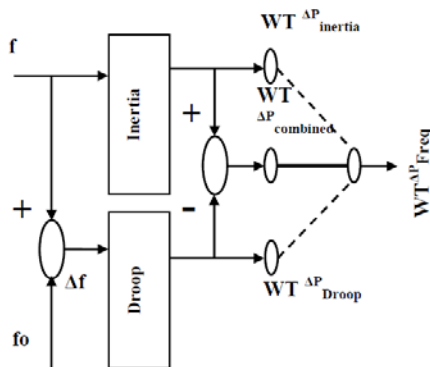 WT ΔP inertia
f
WT
ΔP combined
Inertia
+
+
-
WT ΔP Freq
Δf
Droop
WT ΔP Droop
fo